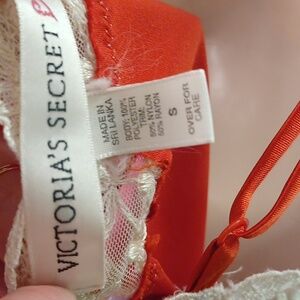 VICTORIA'S SECRET
MADE IN
SRI LANKA
BODY: 100%
POLYESTER
TRIM:
50% NYLON
50% RAYON
S
OVER FOR
CARE